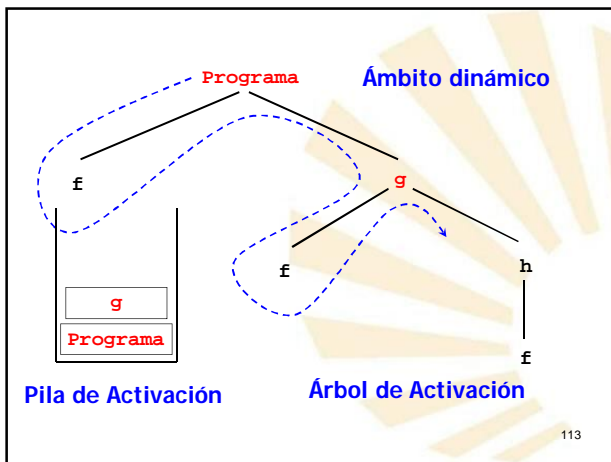 Programa
Ámbito dinámico
f
g
f
h
g
Programa
f
Pila de Activación
Árbol de Activación
113